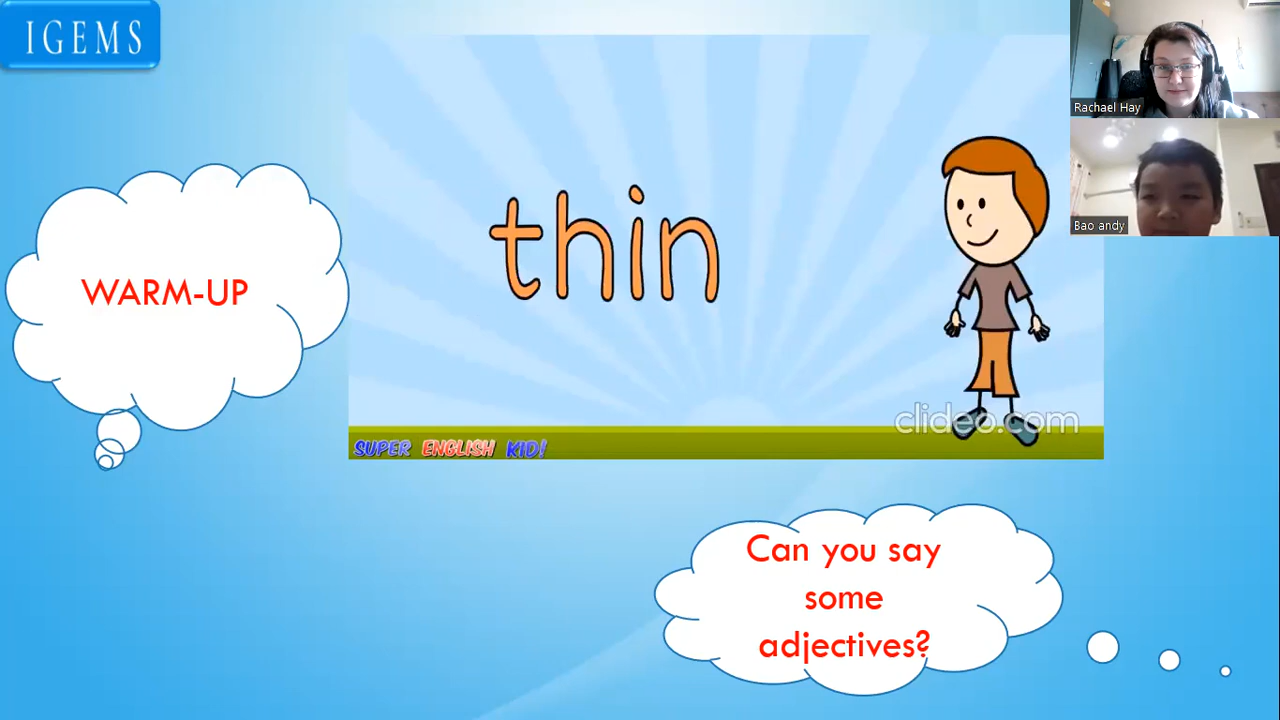 IGEMS
WARM-UP
thin
clideo.com
SUPER ENGLISH KID!
Can you say
some
adjectives?
Rachael Hay
Bao andy